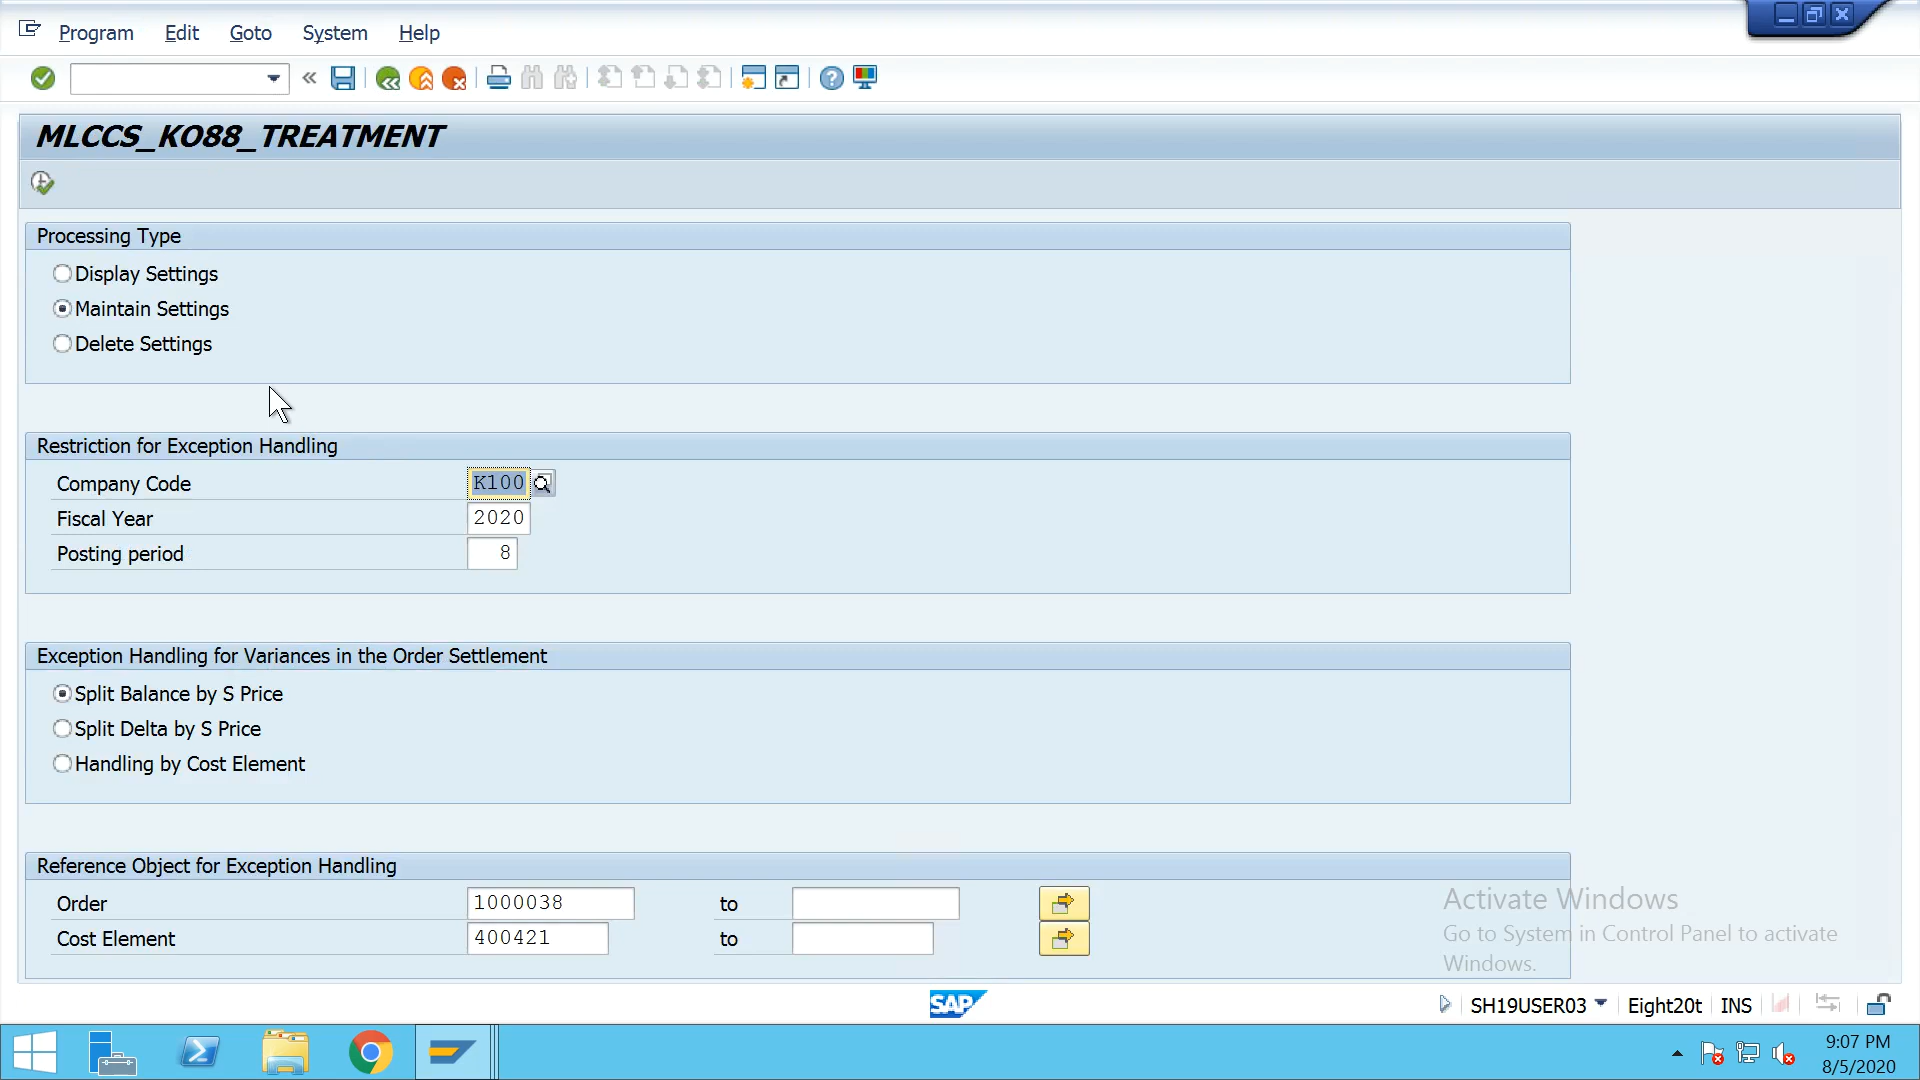 Program Edit Goto System Help
MLCCS_KO88_TREATMENT
Processing Type
Display Settings
Maintain Settings
Delete Settings
Restriction for Exception Handling
Company Code K100
Fiscal Year 2020
Posting period 8
Exception Handling for Variances in the Order Settlement
Split Balance by S Price
Split Delta by S Price
Handling by Cost Element
Reference Object for Exception Handling
Order 1000038 to
Cost Element 400421 to
Activate Windows
Go to System in Control Panel to activate
Windows.
SAP SH19USER03 Eight20t INS
9:07 PM
8/5/2020